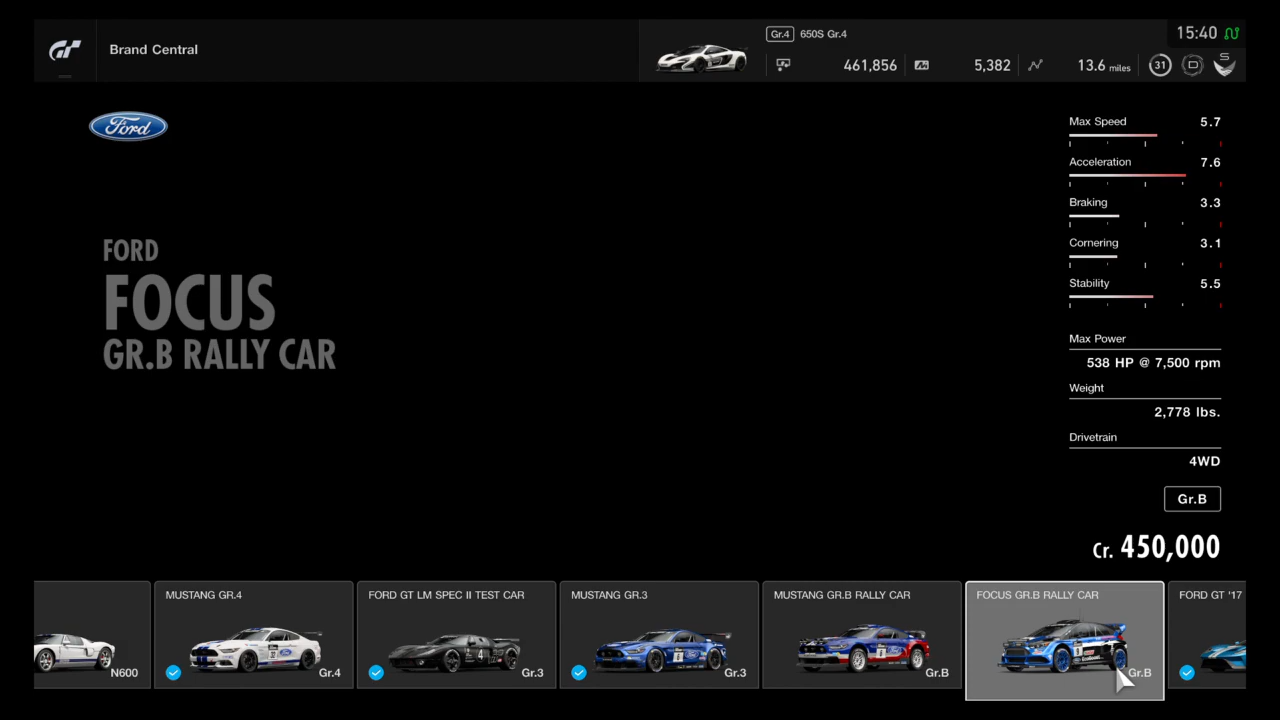 Brand Central
Gr.4 650S Gr.4
15:40
461,856
5,382
13.6 miles
31
D
S
Ford
FORD
FOCUS
GR.B RALLY CAR
Max Speed 5.7
Acceleration 7.6
Braking 3.3
Cornering 3.1
Stability 5.5
Max Power
538 HP @ 7,500 rpm
Weight
2,778 lbs.
Drivetrain
4WD
Gr.B
Cr. 450,000
N600
MUSTANG GR.4
Gr.4
FORD GT LM SPEC II TEST CAR
Gr.3
MUSTANG GR.3
Gr.3
MUSTANG GR.B RALLY CAR
Gr.B
FOCUS GR.B RALLY CAR
Gr.B
FORD GT '17